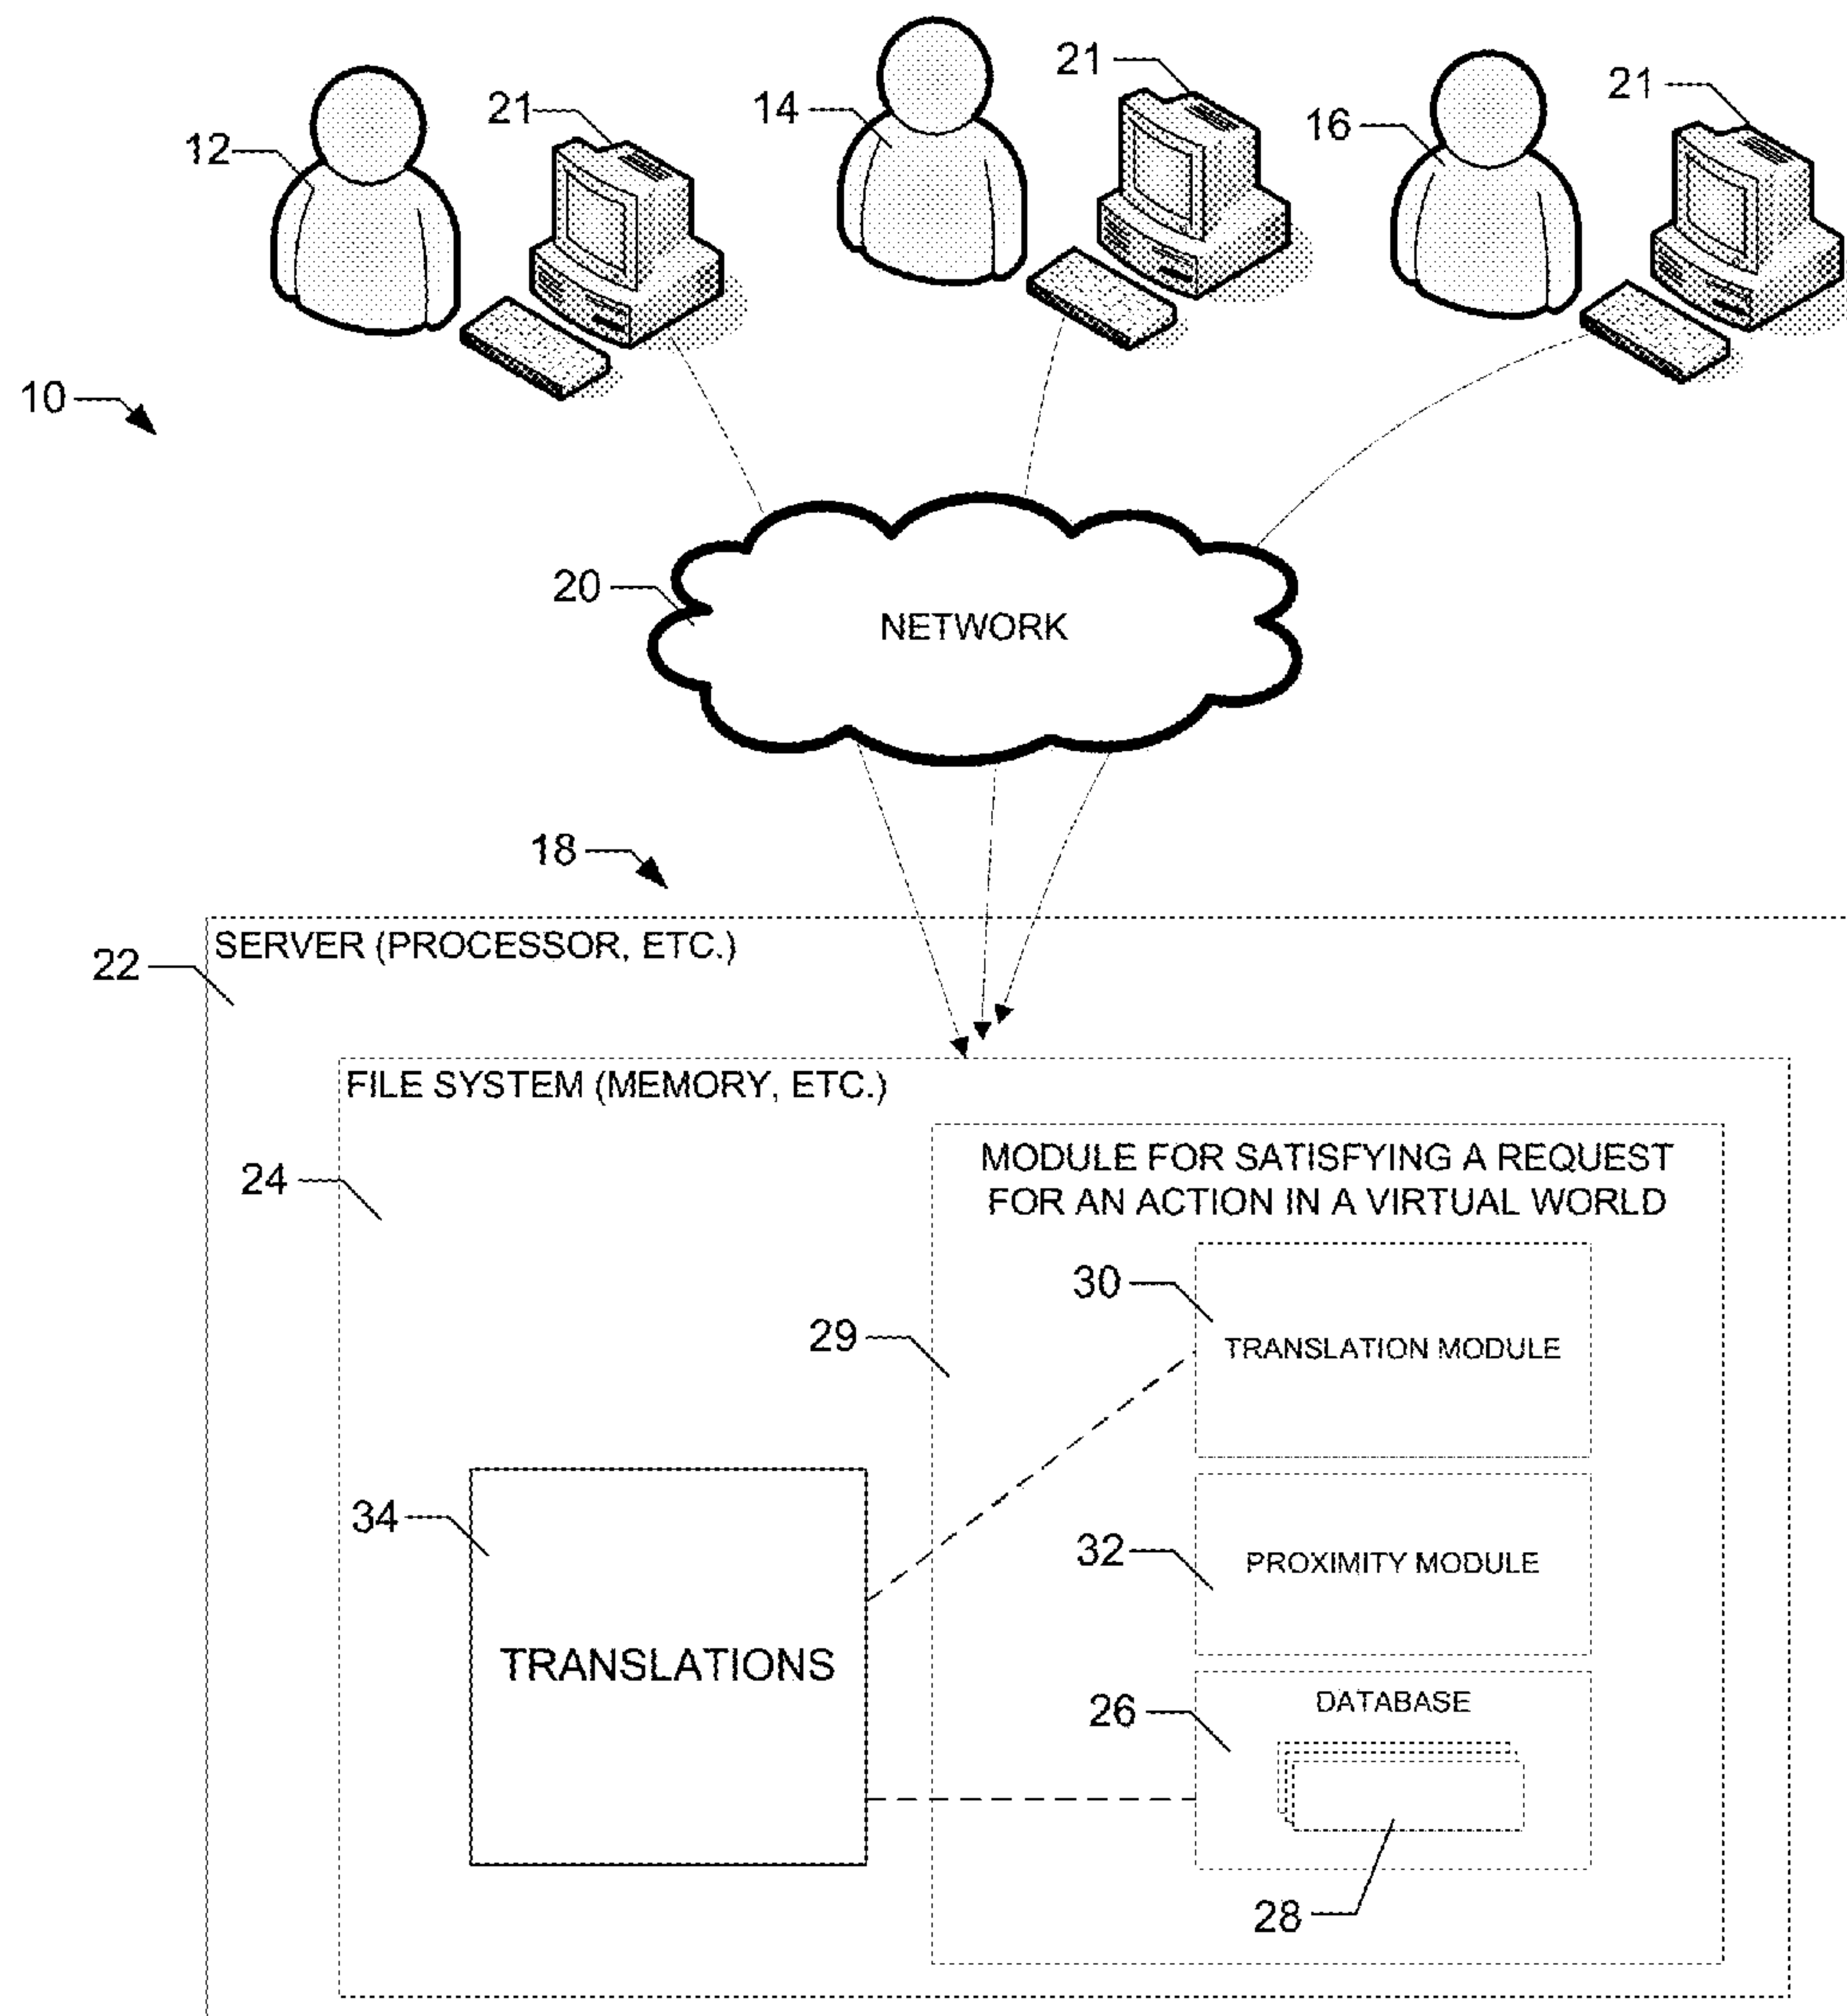 21
14
21
16
21
12
10
20
NETWORK
18
22
SERVER (PROCESSOR, ETC.)
FILE SYSTEM (MEMORY, ETC.)
24
MODULE FOR SATISFYING A REQUEST
FOR AN ACTION IN A VIRTUAL WORLD
30
29
TRANSLATION MODULE
34
32
PROXIMITY MODULE
TRANSLATIONS
26
DATABASE
28